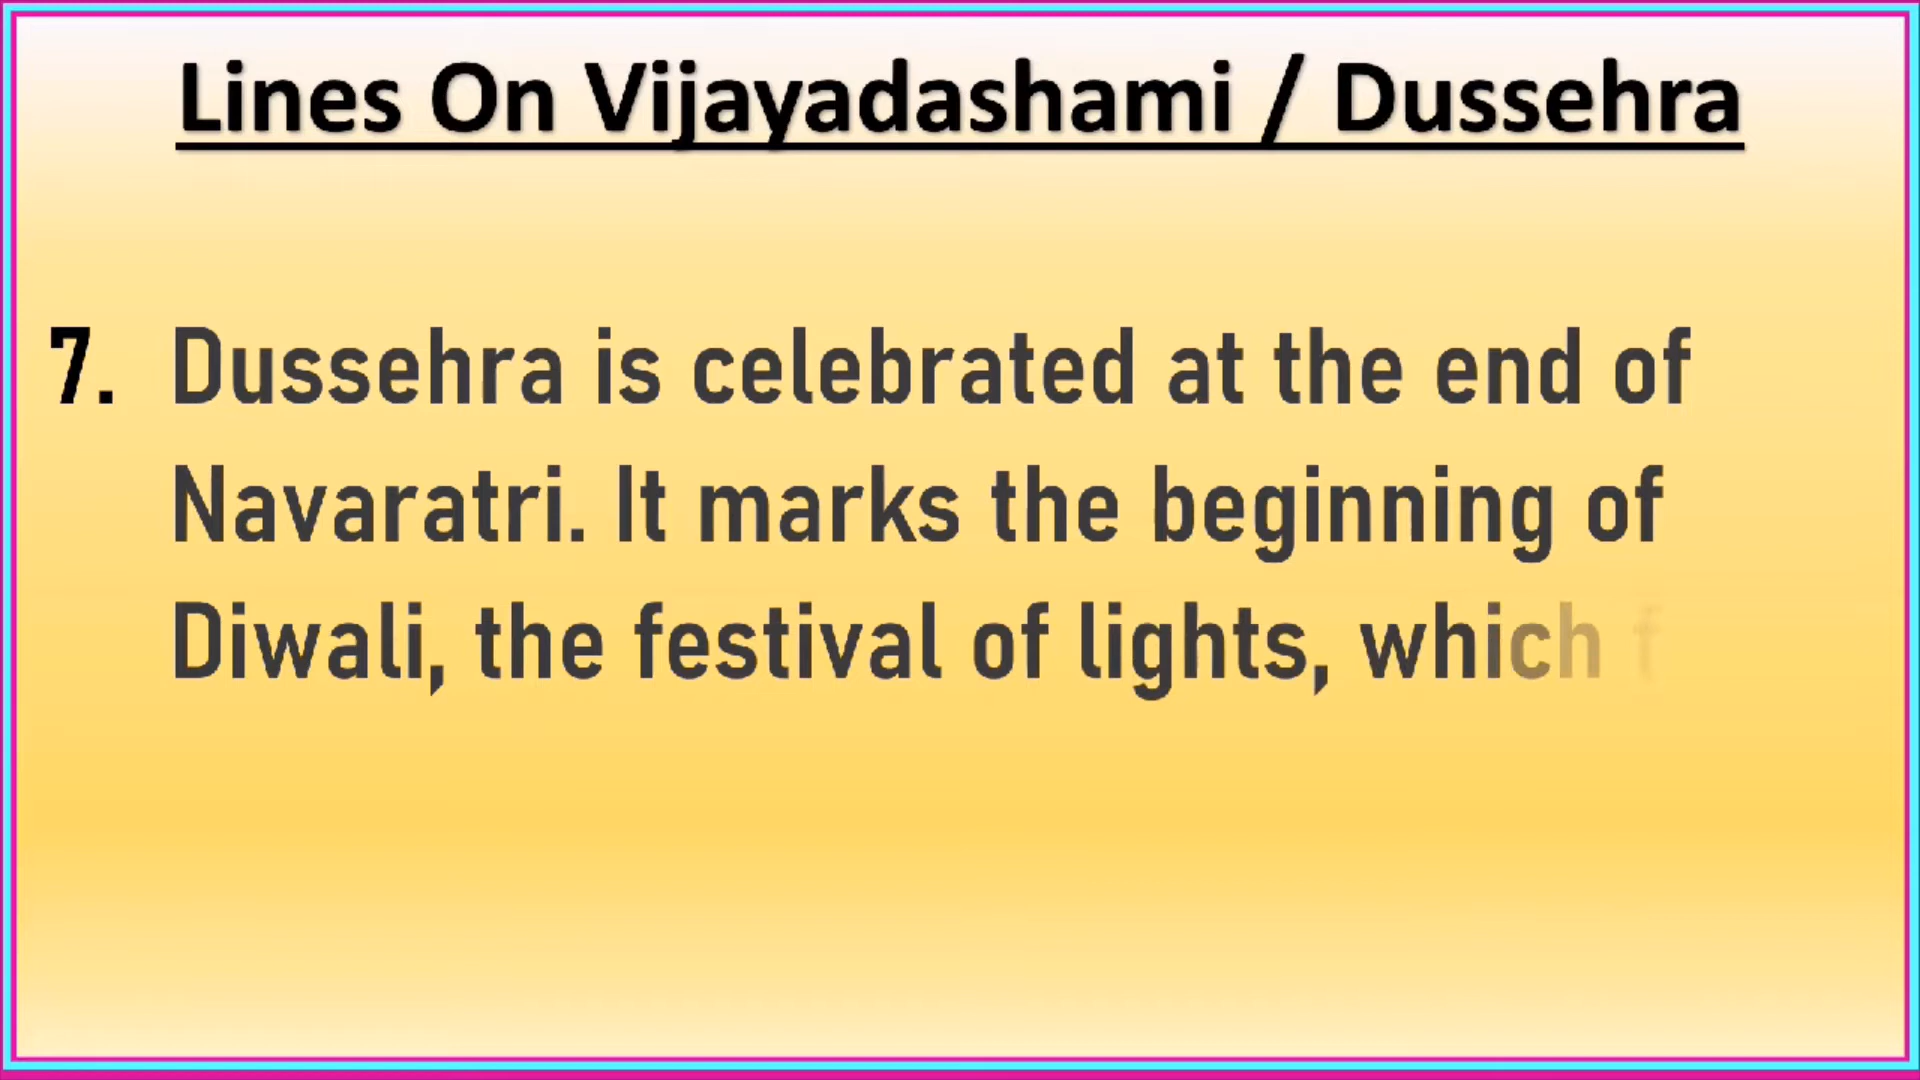 Lines On Vijayadashami / Dussehra
7. Dussehra is celebrated at the end of
Navaratri. It marks the beginning of
Diwali, the festival of lights, which